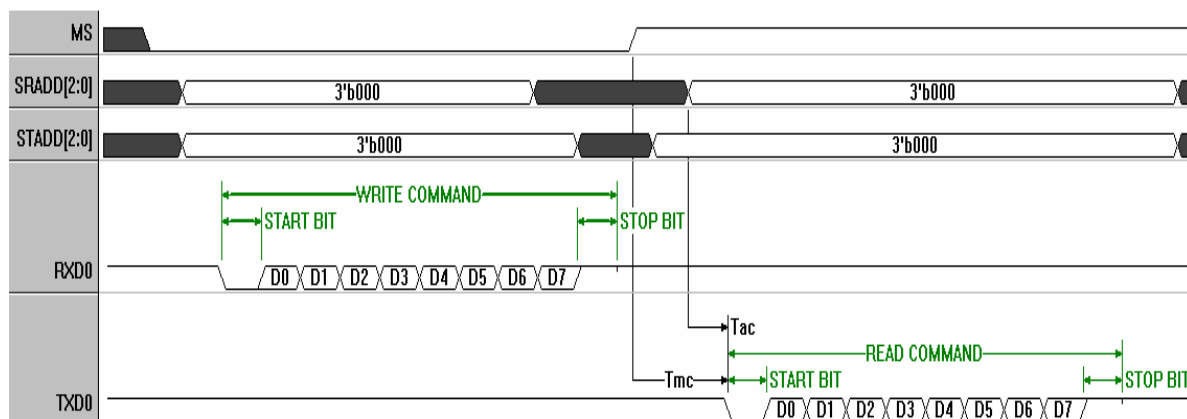 MS
SRADD[2:0] 3'b000 3'b000
STADD[2:0] 3'b000 3'b000
WRITE COMMAND
START BIT STOP BIT
RXD0 D0 D1 D2 D3 D4 D5 D6 D7
Tac
READ COMMAND
Tmc START BIT STOP BIT
TXD0 D0 D1 D2 D3 D4 D5 D6 D7